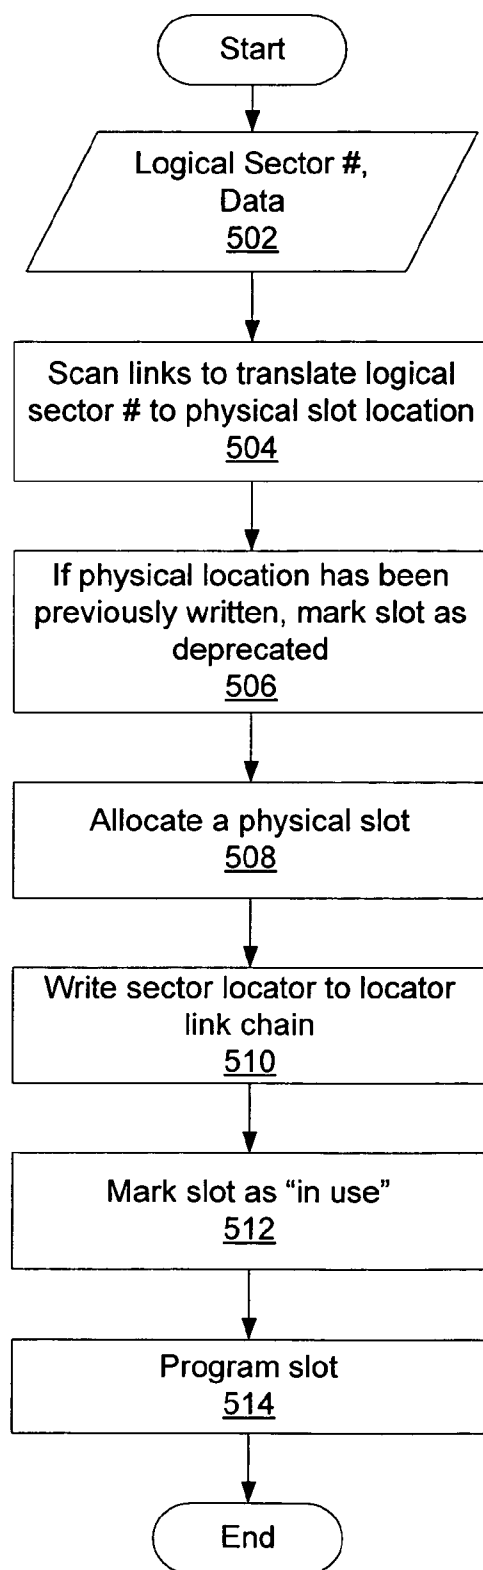 Start
Logical Sector #,
Data
502
Scan links to translate logical
sector # to physical slot location
504
If physical location has been
previously written, mark slot as
deprecated
506
Allocate a physical slot
508
Write sector locator to locator
link chain
510
Mark slot as “in use”
512
Program slot
514
End